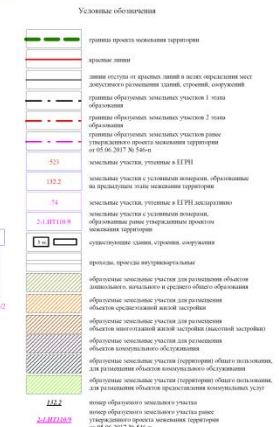 Условные обозначения
граница проекта межевания территории
красные линии
линии отступа от красных линий в целях определения мест
допустимого размещения зданий, строений, сооружений
границы образуемых земельных участков 1 этапа
образования
границы образуемых земельных участков 2 этапа
образования
границы образуемых земельных участков ранее
утвержденного проекта межевания территории
от 05.06.2017 № 546-п
:523 земельные участки, учтенные в ЕГРН
132.2 земельные участки с условными номерами, образованные
на предыдущем этапе межевания территории
:74 земельные участки, учтенные в ЕГРН декларативно
2-1.ИТ110/9 земельные участки с условными номерами,
образованные ранее утвержденным проектом
межевания территории
существующие здания, строения, сооружения
проходы, проезды внутриквартальные
образуемые земельные участки для размещения объектов
дошкольного, начального и среднего общего образования
образуемые земельные участки для размещения
объектов среднеэтажной жилой застройки
образуемые земельные участки для размещения
объектов многоэтажной жилой застройки (высотной застройки)
образуемые земельные участки для размещения
объектов коммунального обслуживания
образуемые земельные участки (территории) общего пользования,
для размещения объектов коммунального обслуживания
образуемые земельные участки (территории) общего пользования,
для размещения объектов предоставления коммунальных услуг
132.2 номер образуемого земельного участка
2-1.ИТ110/9 номер образуемого земельного участка ранее
утвержденного проекта межевания территории
от 05.06.2017 № 546-п